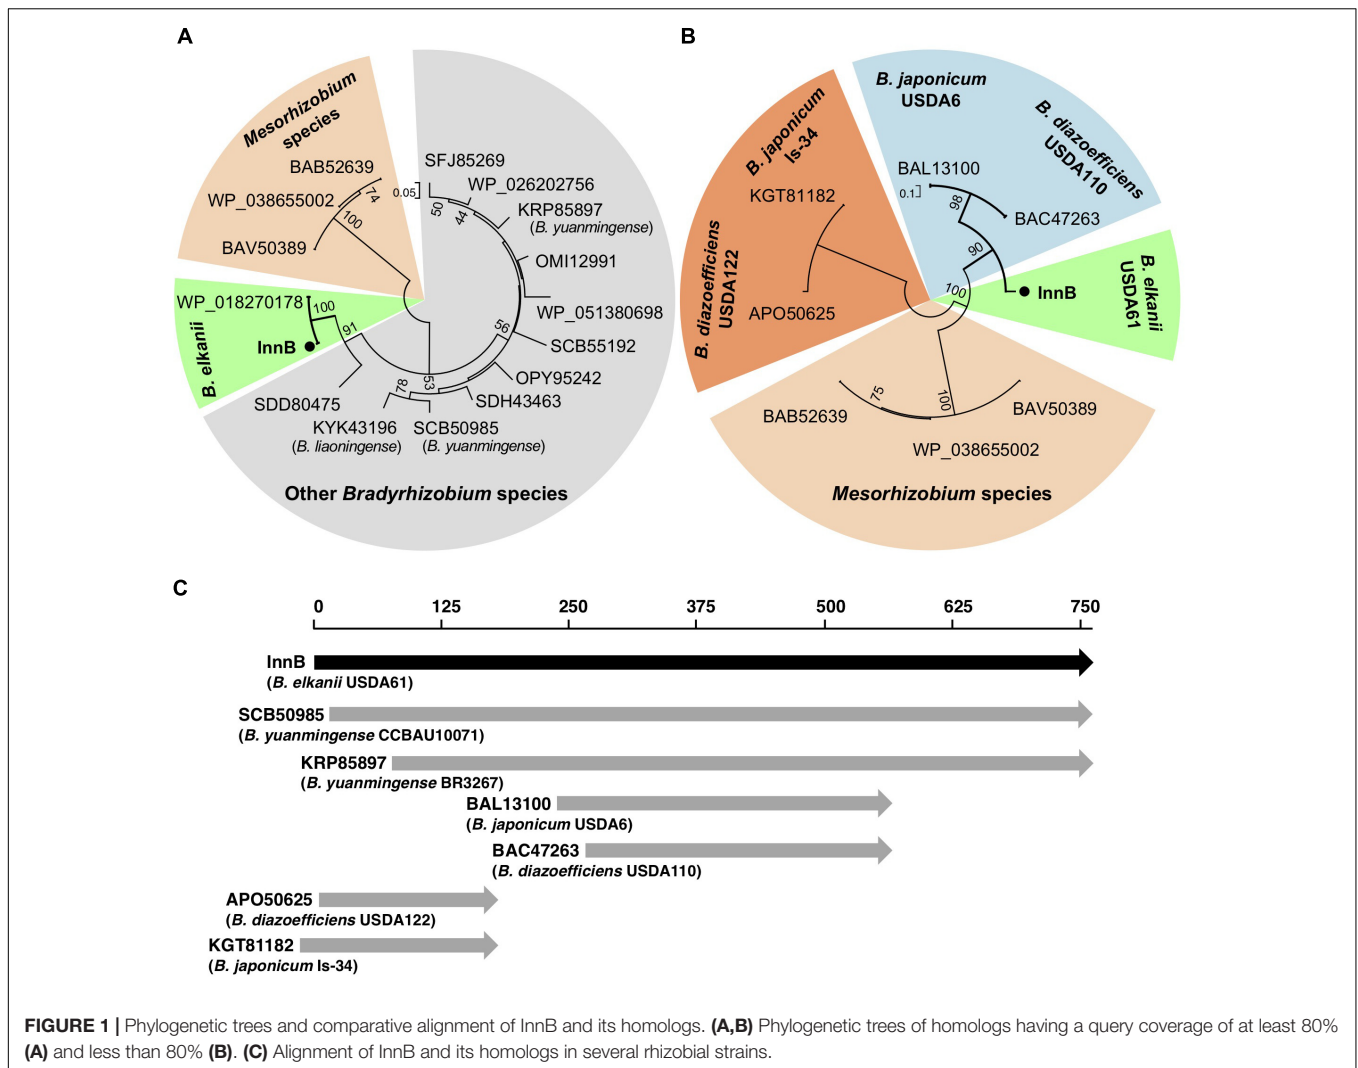 A
Mesorhizobium
species
BAB52639
WP_038655002
BAV50389
74
100
0.05
SFJ85269
WP_026202756
KRP85897
(B. yuanmingense)
50
44
OMI12991
WP_051380698
56
SCB55192
OPY95242
SDH43463
53
78
SCB50985
(B. yuanmingense)
KYK43196
(B. liaoningense)
SDD80475
Other Bradyrhizobium species
WP_018270178
100
91
InnB
B. elkanii
B
B. japonicum
Is-34
KGT81182
B. diazoefficiens
USDA122
APO50625
B. japonicum
USDA6
B. diazoefficiens
USDA110
BAL13100
0.1
98
BAC47263
90
100
InnB
B. elkanii
USDA61
BAB52639
75
100
BAV50389
WP_038655002
Mesorhizobium species
C
0 125 250 375 500 625 750
InnB
(B. elkanii USDA61)
SCB50985
(B. yuanmingense CCBAU10071)
KRP85897
(B. yuanmingense BR3267)
BAL13100
(B. japonicum USDA6)
BAC47263
(B. diazoefficiens USDA110)
APO50625
(B. diazoefficiens USDA122)
KGT81182
(B. japonicum Is-34)
FIGURE 1 | Phylogenetic trees and comparative alignment of InnB and its homologs. (A,B) Phylogenetic trees of homologs having a query coverage of at least 80%
(A) and less than 80% (B). (C) Alignment of InnB and its homologs in several rhizobial strains.